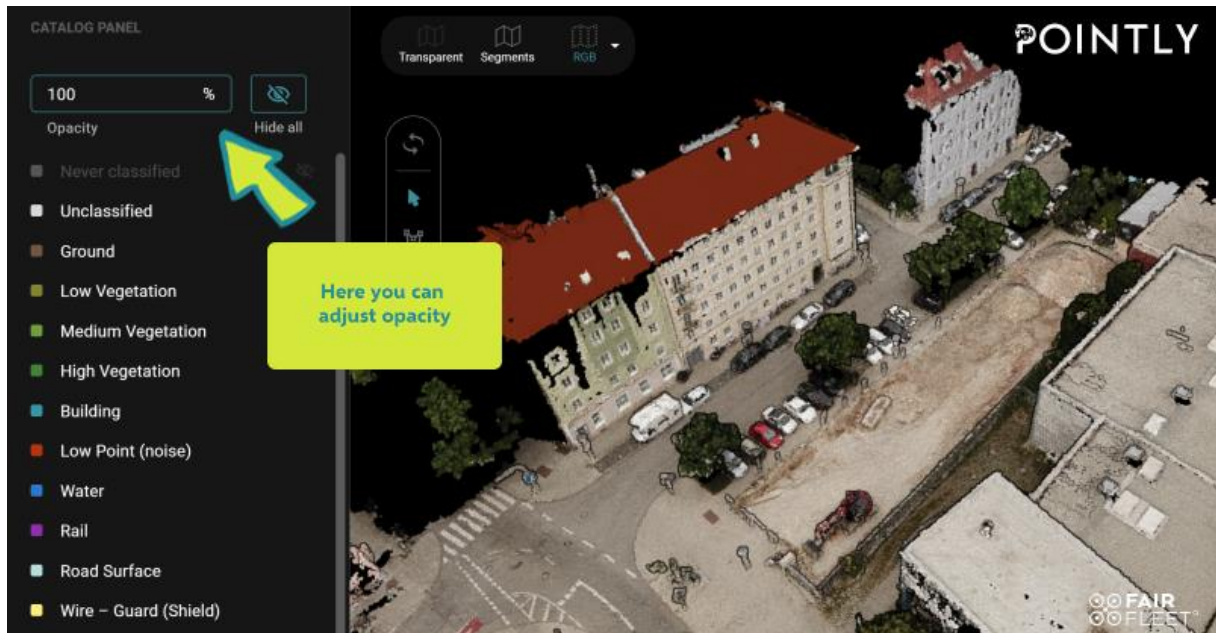 CATALOG PANEL
100 %
Opacity
Hide all
Never classified
Unclassified
Ground
Low Vegetation
Medium Vegetation
High Vegetation
Building
Low Point (noise)
Water
Rail
Road Surface
Wire – Guard (Shield)
Transparent
Segments
RGB
Here you can
adjust opacity
POINTLY
FAIR
FLEET